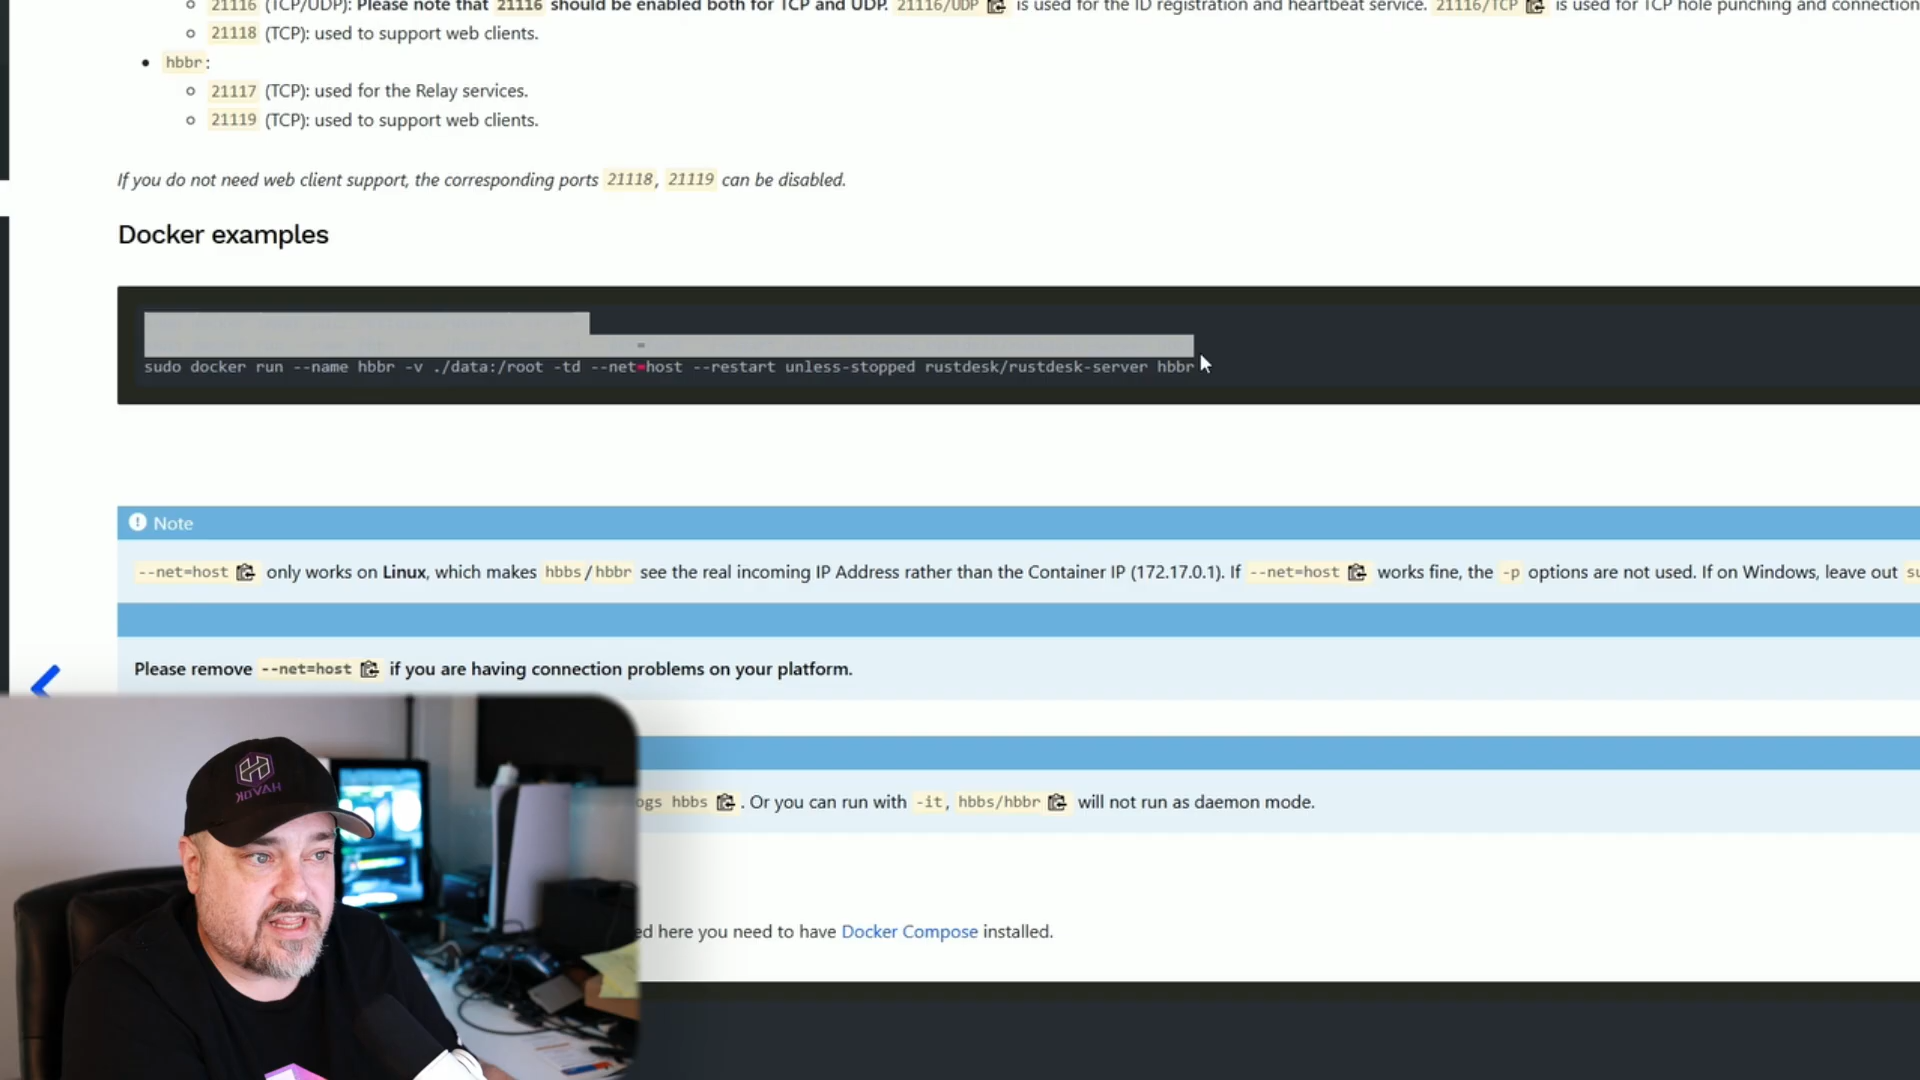 21116 (TCP/UDP): Please note that 21116 should be enabled both for TCP and UDP. 21116/UDP is used for the ID registration and heartbeat service. 21116/TCP is used for TCP hole punching and connection
21118 (TCP): used to support web clients.
hbbr:
21117 (TCP): used for the Relay services.
21119 (TCP): used to support web clients.
If you do not need web client support, the corresponding ports 21118, 21119 can be disabled.
Docker examples
sudo docker run --name hbbr -v ./data:/root -td --net=host --restart unless-stopped rustdesk/rustdesk-server hbbr
Note
--net=host only works on Linux, which makes hbbs/hbbr see the real incoming IP Address rather than the Container IP (172.17.0.1). If --net=host works fine, the -p options are not used. If on Windows, leave out su
Please remove --net=host if you are having connection problems on your platform.
ogs hbbs. Or you can run with -it, hbbs/hbbr will not run as daemon mode.
ed here you need to have Docker Compose installed.
HAVOK